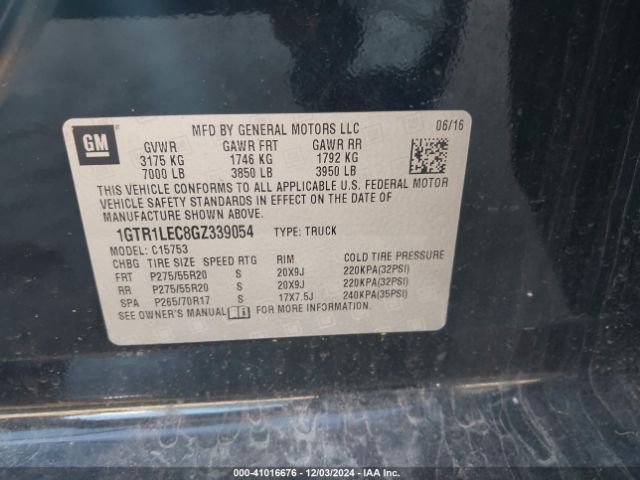 MFD BY GENERAL MOTORS LLC 06/16
GM
GVWR GAWR FRT GAWR RR
3175 KG 1746 KG 1792 KG
7000 LB 3850 LB 3950 LB
THIS VEHICLE CONFORMS TO ALL APPLICABLE U.S. FEDERAL MOTOR
VEHICLE SAFETY STANDARDS IN EFFECT ON THE DATE OF
MANUFACTURE SHOWN ABOVE.
1GTR1LEC8GZ339054 TYPE: TRUCK
MODEL: C15753
CHBG TIRE SIZE SPEED RTG RIM COLD TIRE PRESSURE
FRT P275/55R20 S 20X9J 220KPA(32PSI)
RR P275/55R20 S 20X9J 220KPA(32PSI)
SPA P265/70R17 S 17X7.5J 240KPA(35PSI)
SEE OWNER'S MANUAL FOR MORE INFORMATION.
000-41016676 - 12/03/2024 - IAA Inc.